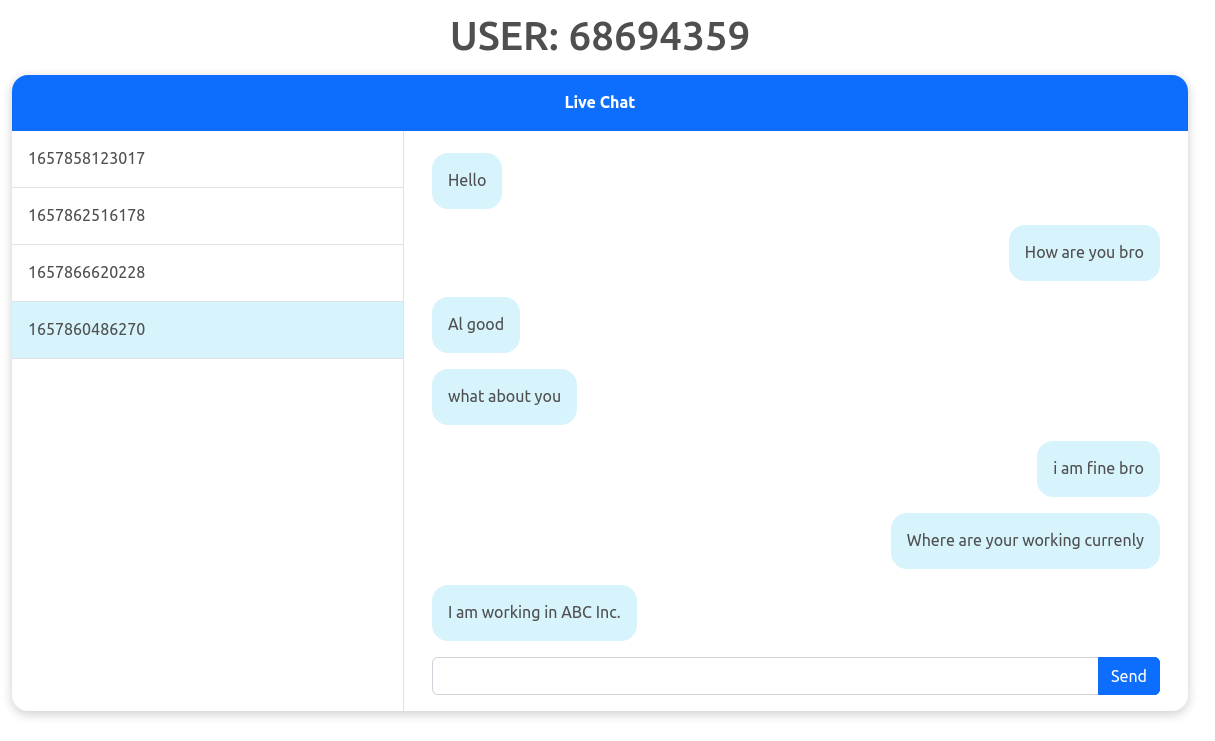 USER: 68694359
Live Chat
1657858123017
1657862516178
1657866620228
1657860486270
Hello
How are you bro
Al good
what about you
i am fine bro
Where are your working currenly
I am working in ABC Inc.
Send